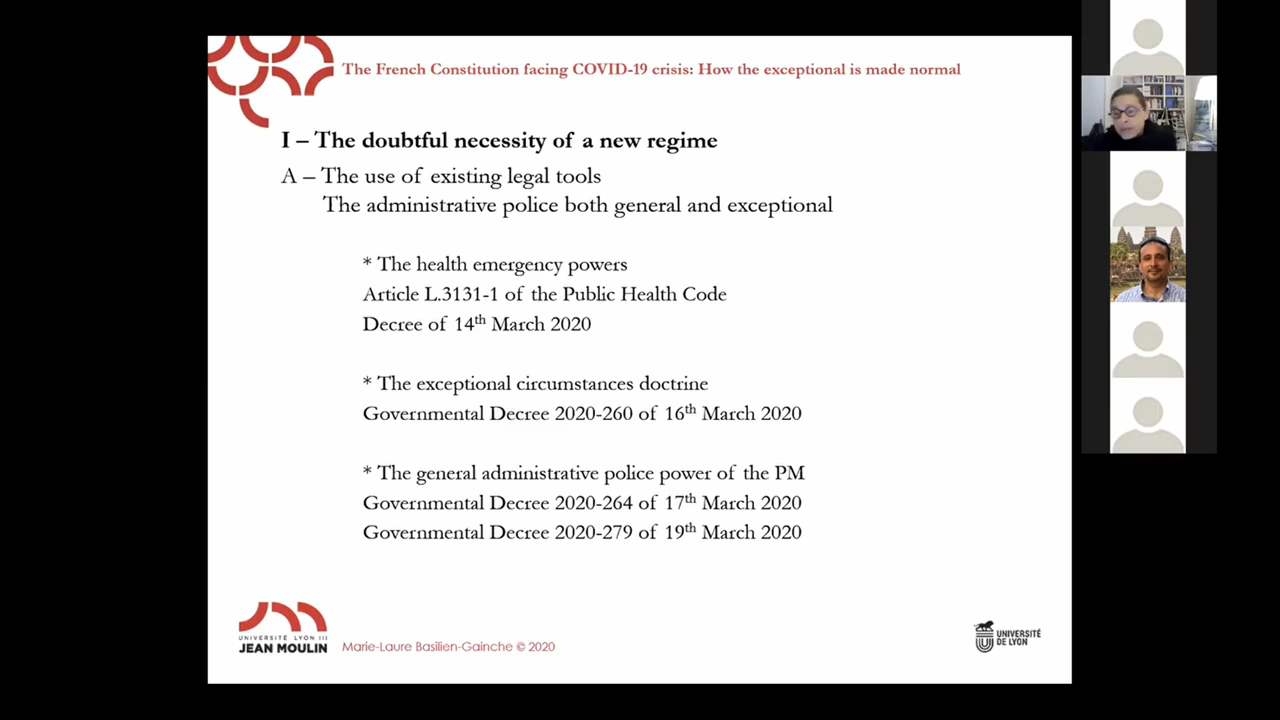 The French Constitution facing COVID-19 crisis: How the exceptional is made normal
I – The doubtful necessity of a new regime
A – The use of existing legal tools
The administrative police both general and exceptional
* The health emergency powers
Article L.3131-1 of the Public Health Code
Decree of 14th March 2020
* The exceptional circumstances doctrine
Governmental Decree 2020-260 of 16th March 2020
* The general administrative police power of the PM
Governmental Decree 2020-264 of 17th March 2020
Governmental Decree 2020-279 of 19th March 2020
UNIVERSITÉ LYON III
JEAN MOULIN
Marie-Laure Basilien-Gainche © 2020
UNIVERSITÉ
DE LYON